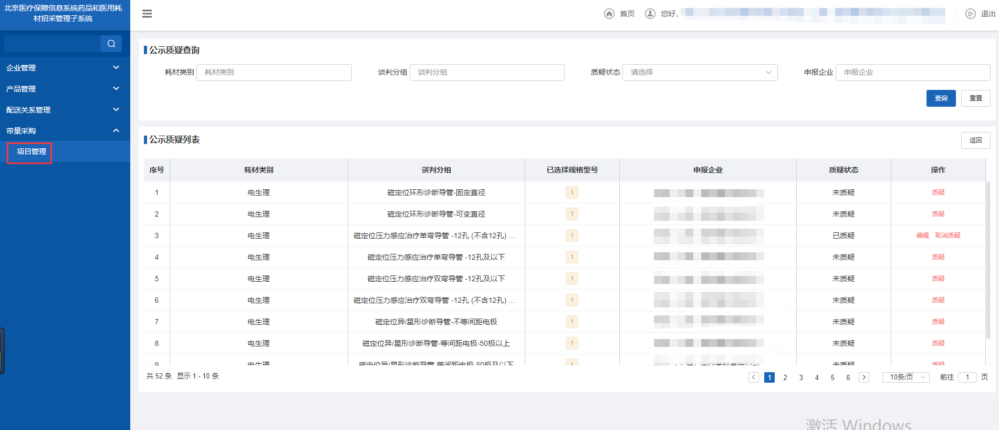 北京医疗保障信息系统药品和医用耗
材招采管理子系统
首页 您好, 退出
企业管理
产品管理
配送关系管理
带量采购
项目管理
公示质疑查询
耗材类别 耗材类别 谈判分组 谈判分组 质疑状态 请选择 申报企业 申报企业
查询 重置
公示质疑列表
返回
序号 耗材类别 谈判分组 已选择规格型号 申报企业 质疑状态 操作
1 电生理 磁定位环形诊断导管-固定直径 1 未质疑 质疑
2 电生理 磁定位环形诊断导管-可变直径 1 未质疑 质疑
3 电生理 磁定位压力感应治疗单弯导管 -12孔 (不含12孔) ... 1 已质疑 编辑 取消质疑
4 电生理 磁定位压力感应治疗单弯导管 -12孔及以下 1 未质疑 质疑
5 电生理 磁定位压力感应治疗双弯导管 -12孔及以下 1 未质疑 质疑
6 电生理 磁定位压力感应治疗双弯导管 -12孔 (不含12孔) ... 1 未质疑 质疑
7 电生理 磁定位异/星形诊断导管-不等间距电极 1 未质疑 质疑
8 电生理 磁定位异/星形诊断导管-等间距电极-50极以上 1 未质疑 质疑
9 电生理 磁定位异/星形诊断导管-等间距电极-50极及以下 1 未质疑 质疑
共 52 条 显示 1 - 10 条
1 2 3 4 5 6 10条/页 前往 1 页
激活 Windows